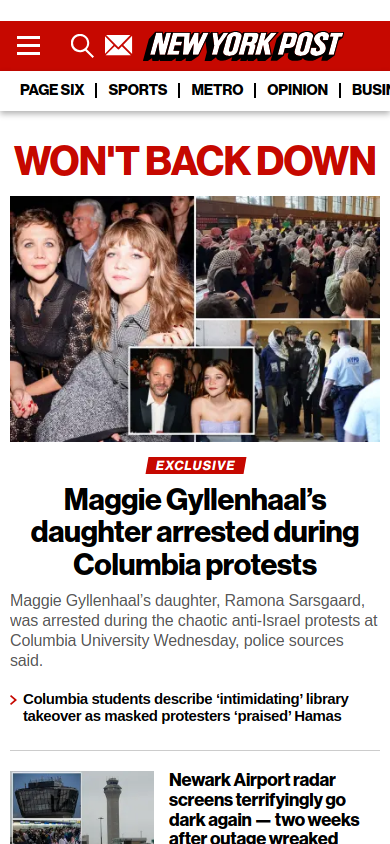 NEW YORK POST
PAGE SIX | SPORTS | METRO | OPINION | BUSIN
WON'T BACK DOWN
EXCLUSIVE
Maggie Gyllenhaal’s
daughter arrested during
Columbia protests
Maggie Gyllenhaal’s daughter, Ramona Sarsgaard,
was arrested during the chaotic anti-Israel protests at
Columbia University Wednesday, police sources
said.
Columbia students describe ‘intimidating’ library
takeover as masked protesters ‘praised’ Hamas
Newark Airport radar
screens terrifyingly go
dark again — two weeks
after outage wreaked